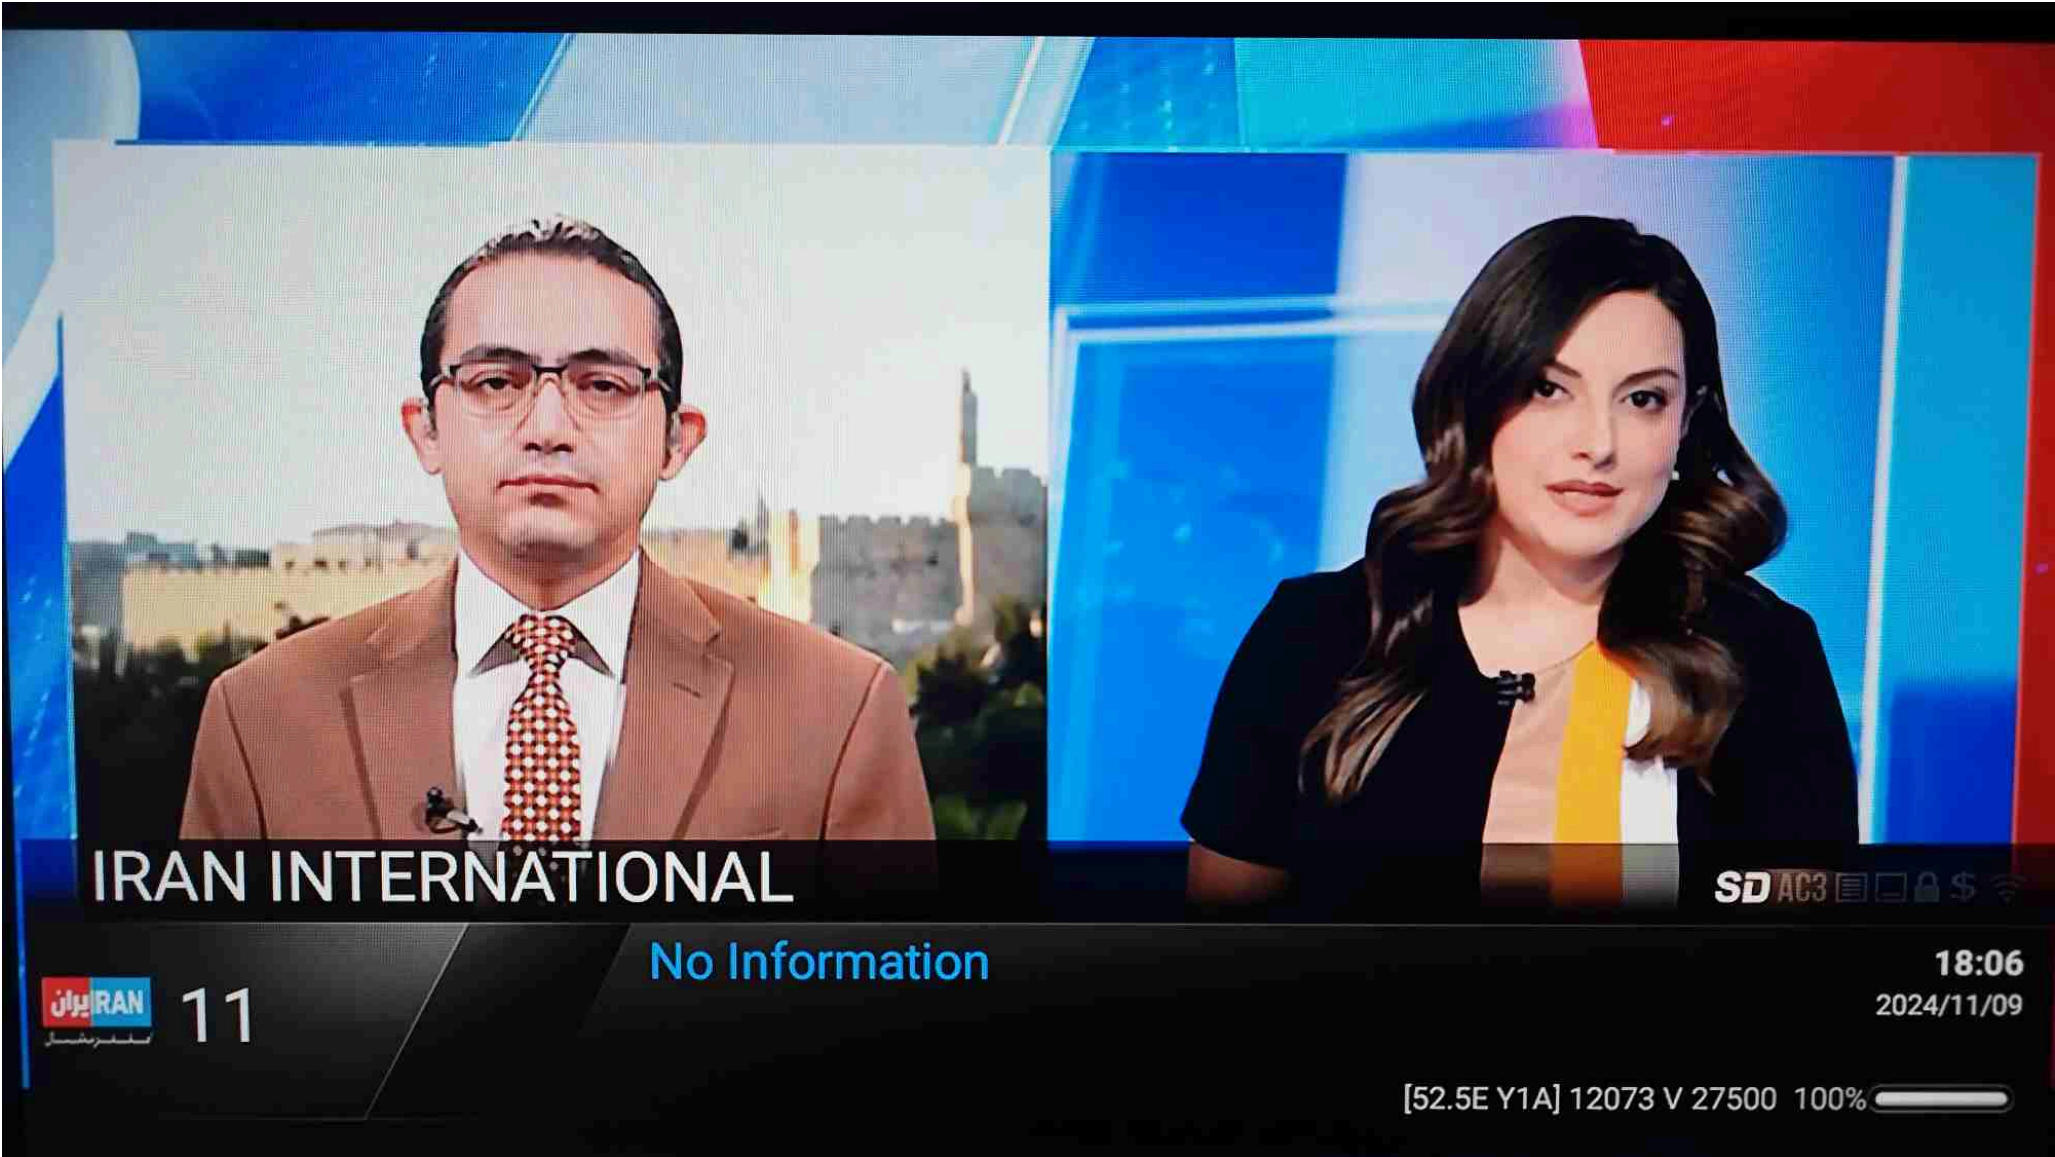 IRAN INTERNATIONAL
SD AC3 $
No Information
18:06
ایران IRAN
اینترنشنال
11
2024/11/09
[52.5E Y1A] 12073 V 27500 100%